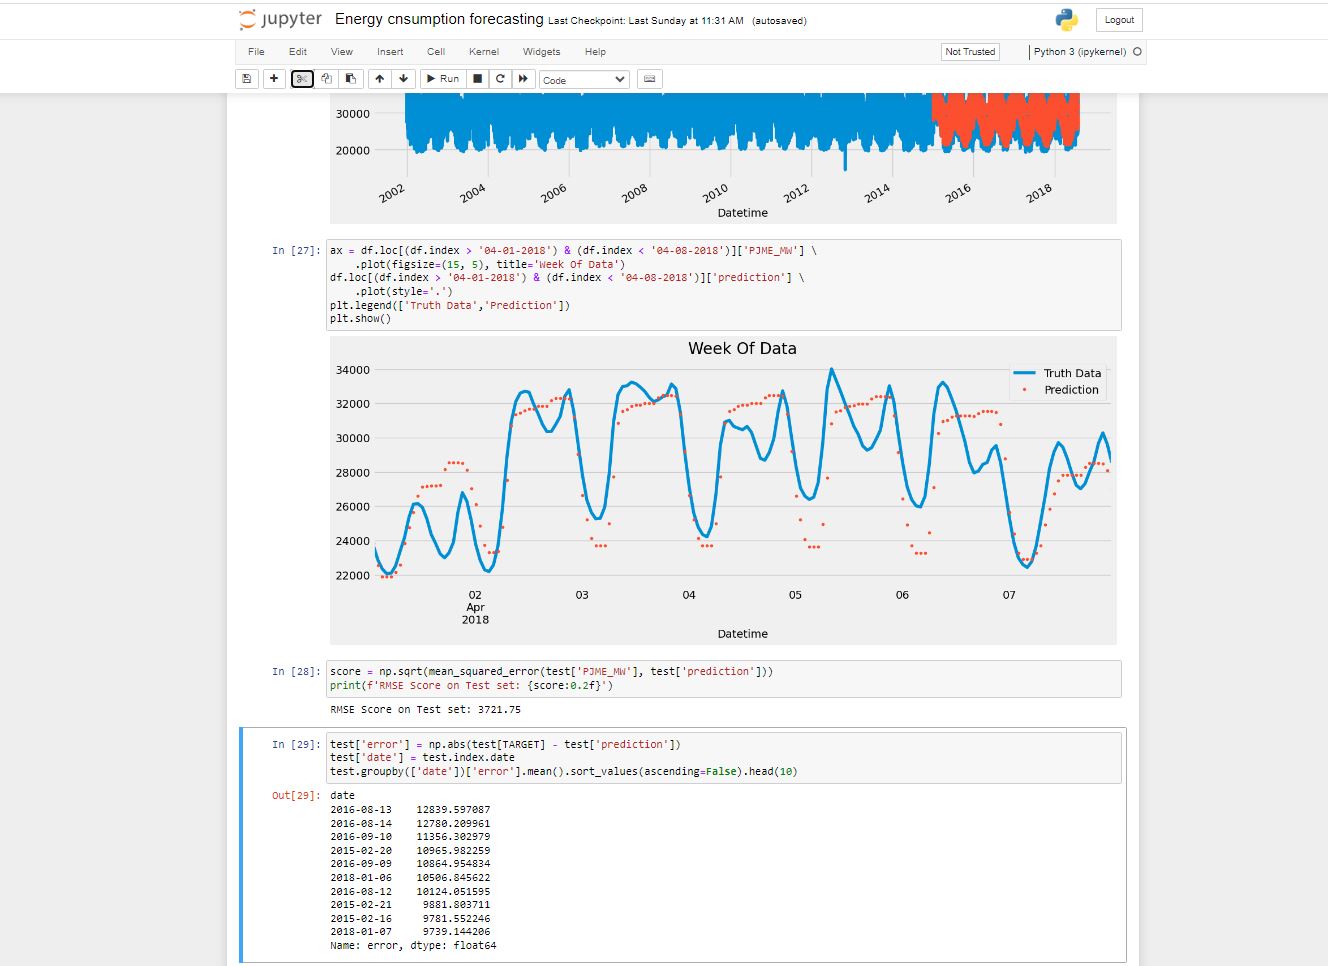 jupyter Energy cnsumption forecasting Last Checkpoint: Last Sunday at 11:31 AM (autosaved)
Logout
File Edit View Insert Cell Kernel Widgets Help
Not Trusted
Python 3 (ipykernel)
Run
Code
30000
20000
2002 2004 2006 2008 2010 2012 2014 2016 2018
Datetime
In [27]:
ax = df.loc[(df.index > '04-01-2018') & (df.index < '04-08-2018')]['PJME_MW'] \
.plot(figsize=(15, 5), title='Week Of Data')
df.loc[(df.index > '04-01-2018') & (df.index < '04-08-2018')]['prediction'] \
.plot(style='.')
plt.legend(['Truth Data','Prediction'])
plt.show()
Week Of Data
Truth Data
Prediction
34000
32000
30000
28000
26000
24000
22000
02 03 04 05 06 07
Apr
2018
Datetime
In [28]:
score = np.sqrt(mean_squared_error(test['PJME_MW'], test['prediction']))
print(f'RMSE Score on Test set: {score:0.2f}')
RMSE Score on Test set: 3721.75
In [29]:
test['error'] = np.abs(test[TARGET] - test['prediction'])
test['date'] = test.index.date
test.groupby(['date'])['error'].mean().sort_values(ascending=False).head(10)
Out[29]:
date
2016-08-13 12839.597087
2016-08-14 12780.209961
2016-09-10 11356.302979
2015-02-20 10965.982259
2016-09-09 10864.954834
2018-01-06 10506.845622
2016-08-12 10124.051595
2015-02-21 9881.803711
2015-02-16 9781.552246
2018-01-07 9739.144206
Name: error, dtype: float64